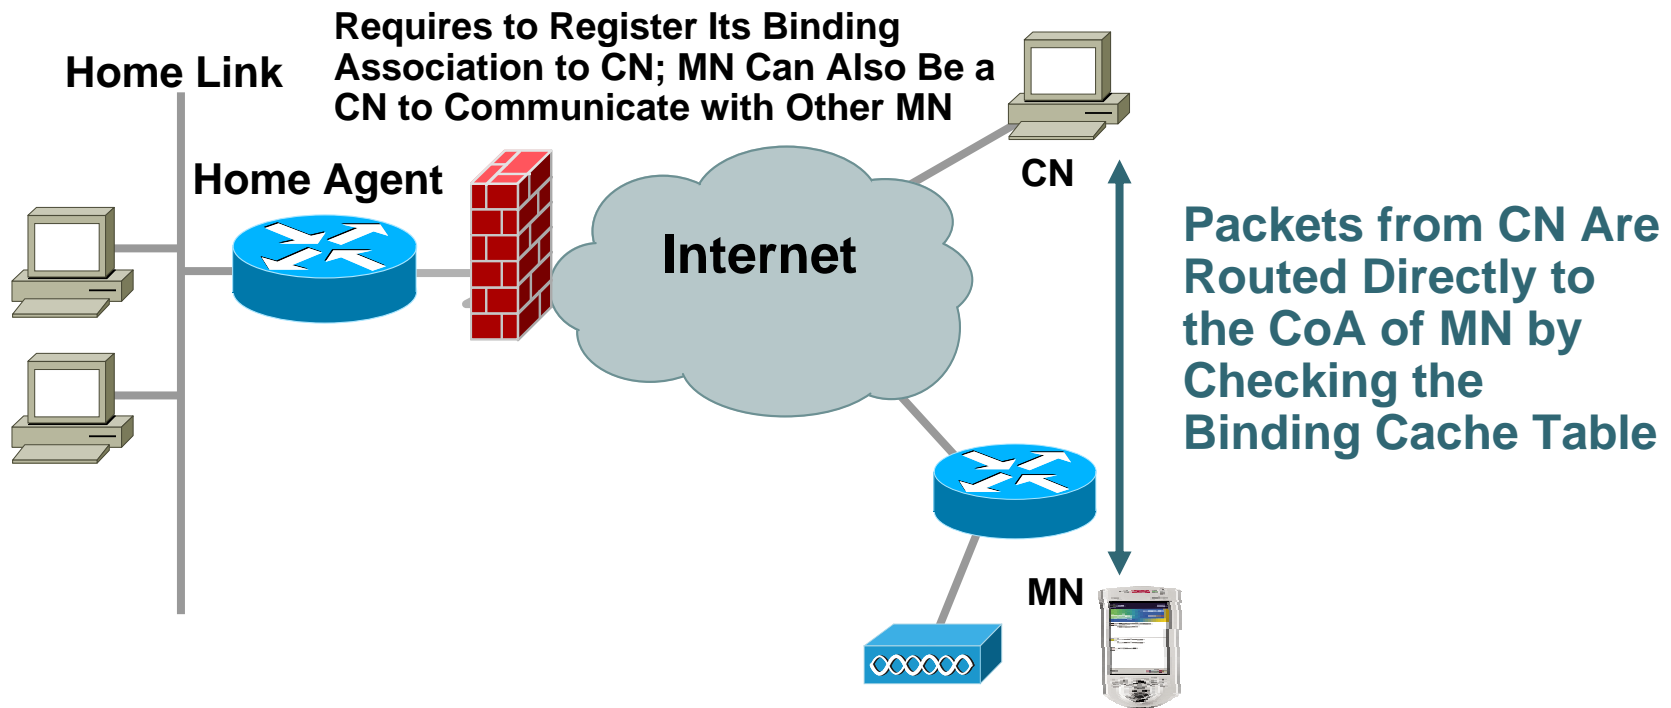 Requires to Register Its Binding
Association to CN; MN Can Also Be a
CN to Communicate with Other MN
Home Link
Home Agent
Internet
CN
Packets from CN Are
Routed Directly to
the CoA of MN by
Checking the
Binding Cache Table
MN